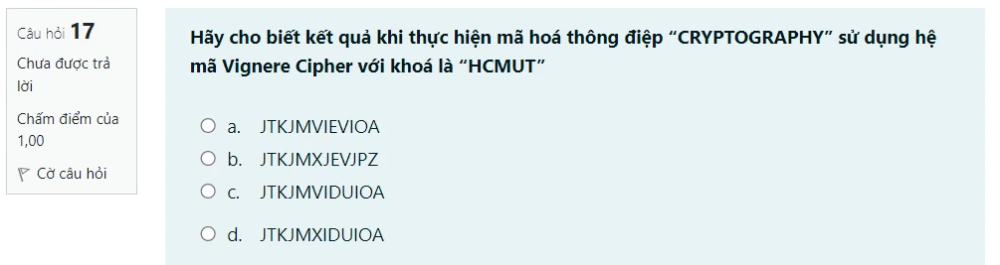 Câu hỏi 17
Chưa được trả
lời
Chấm điểm của
1,00
Cờ câu hỏi
Hãy cho biết kết quả khi thực hiện mã hoá thông điệp “CRYPTOGRAPHY” sử dụng hệ
mã Vignere Cipher với khoá là “HCMUT”
a. JTKJMVIEVIOA
b. JTKJMXJEVJPZ
c. JTKJMVIDUIOA
d. JTKJMXIDUIOA